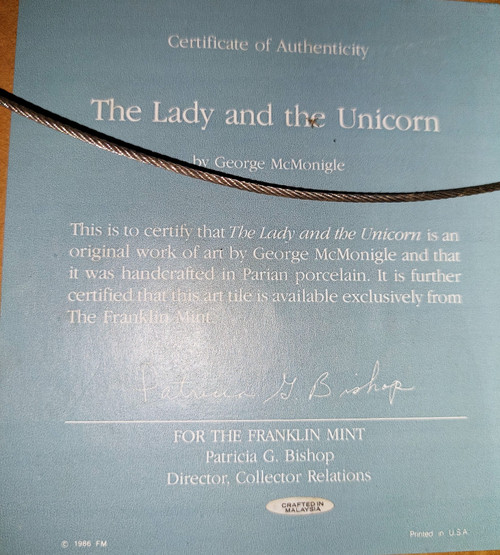 Certificate of Authenticity
The Lady and the Unicorn
by George McMonigle
This is to certify that The Lady and the Unicorn is an
original work of art by George McMonigle and that
it was handcrafted in Parian porcelain. It is further
certified that this art tile is available exclusively from
The Franklin Mint.
Patricia G. Bishop
FOR THE FRANKLIN MINT
Patricia G. Bishop
Director, Collector Relations
CRAFTED IN
MALAYSIA
© 1986 FM
Printed in U.S.A.